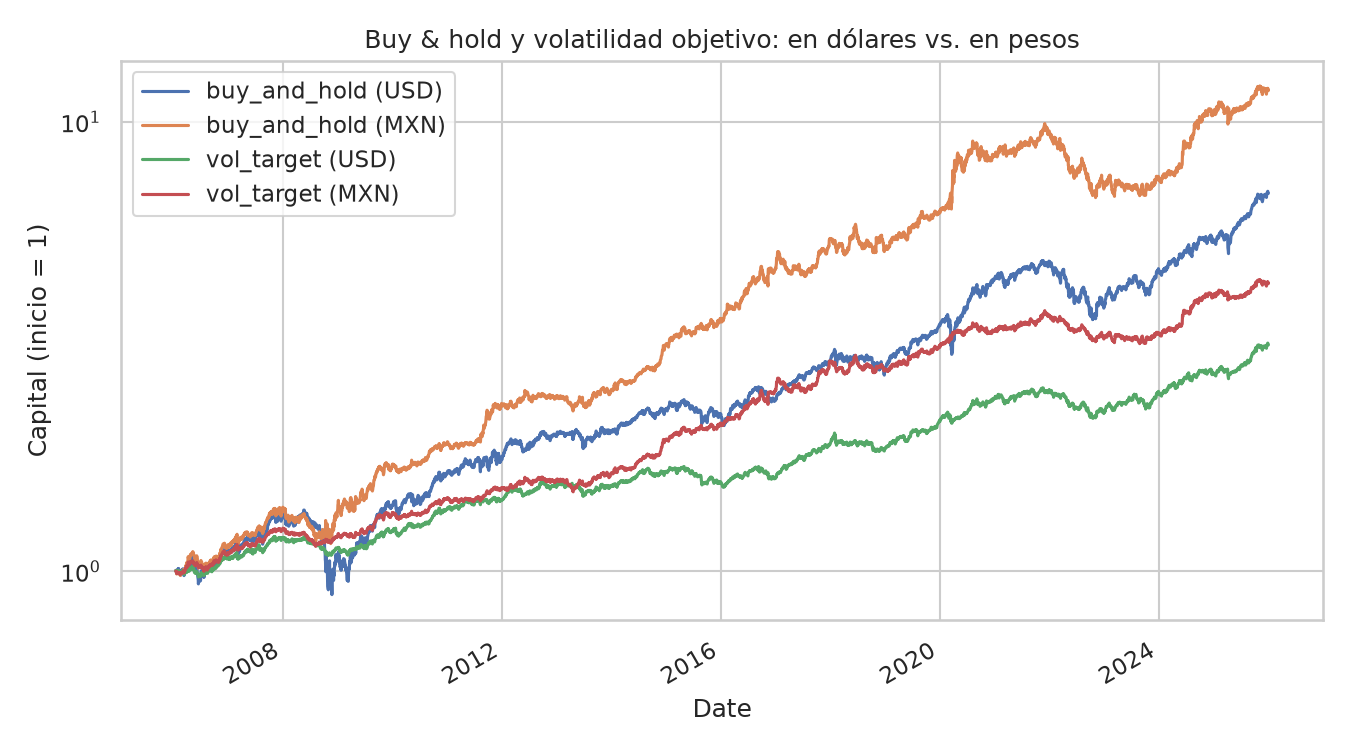 Buy & hold y volatilidad objetivo: en dólares vs. en pesos
buy_and_hold (USD)
buy_and_hold (MXN)
vol_target (USD)
vol_target (MXN)
10¹
10⁰
Capital (inicio = 1)
2008
2012
2016
2020
2024
Date